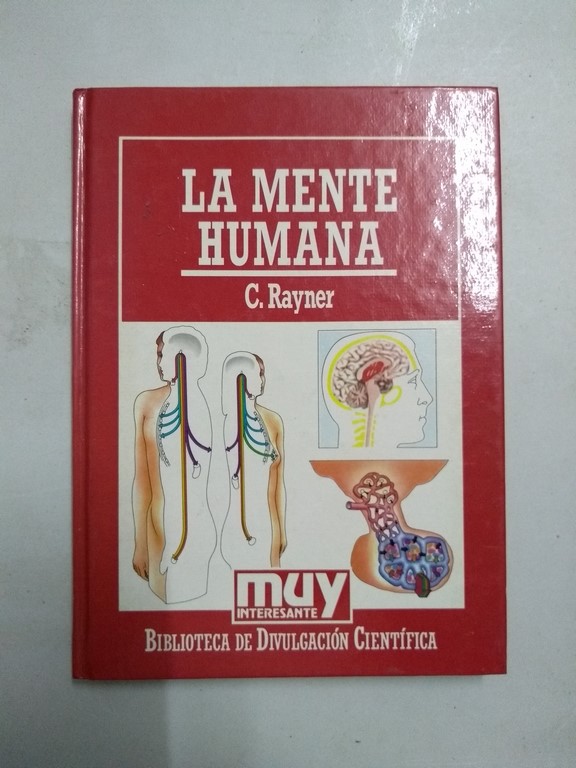 LA MENTE
HUMANA
C. Rayner
muy
INTERESANTE
BIBLIOTECA DE DIVULGACIÓN CIENTÍFICA